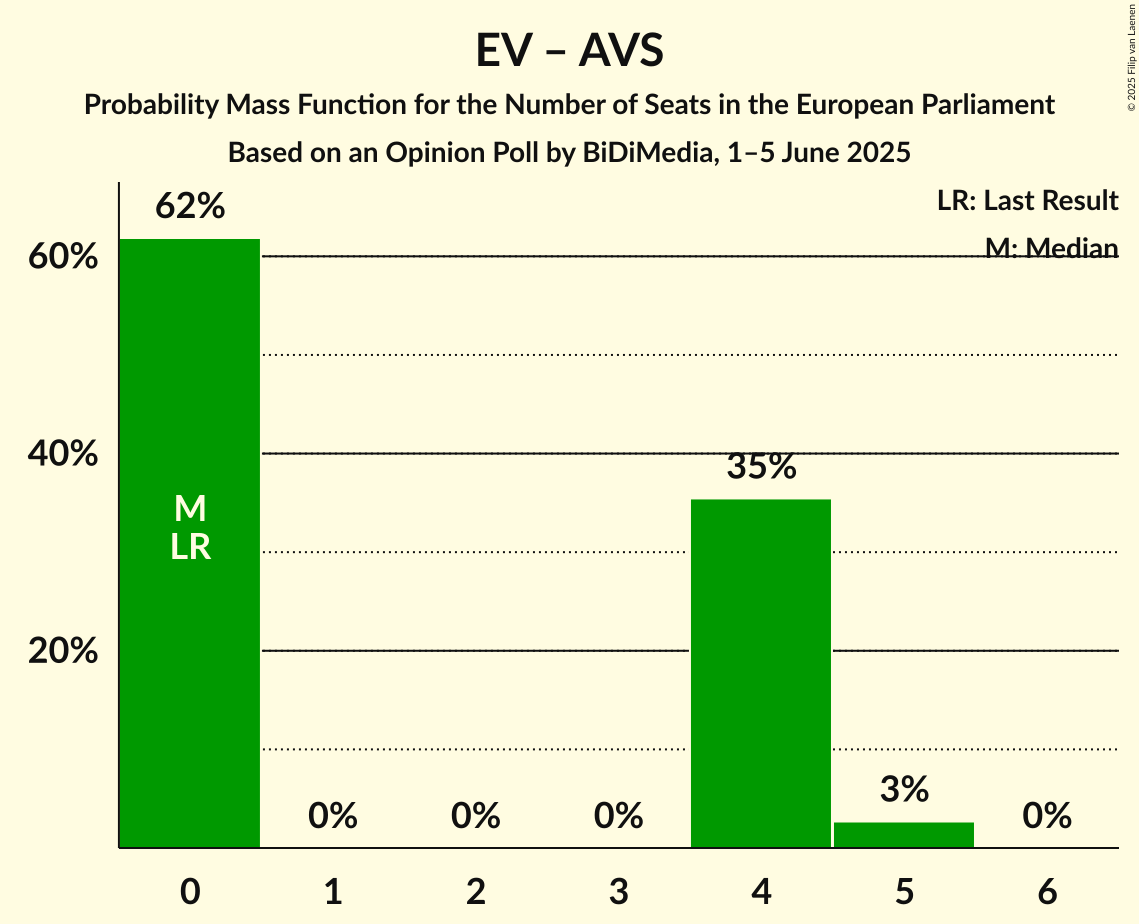 EV – AVS
Probability Mass Function for the Number of Seats in the European Parliament
Based on an Opinion Poll by BiDiMedia, 1–5 June 2025
© 2025 Filip van Laenen
LR: Last Result
M: Median
62%
60%
40%
35%
M
LR
20%
3%
0%
0%
0%
0%
0
1
2
3
4
5
6